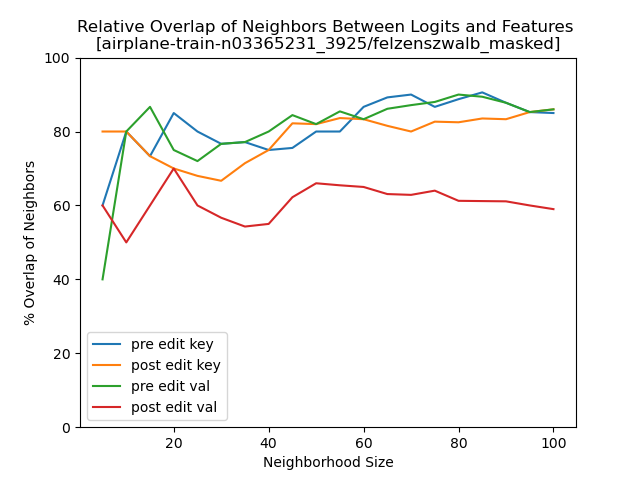 Relative Overlap of Neighbors Between Logits and Features
[airplane-train-n03365231_3925/felzenszwalb_masked]
100
80
60
40
20
0
% Overlap of Neighbors
pre edit key
post edit key
pre edit val
post edit val
20 40 60 80 100
Neighborhood Size